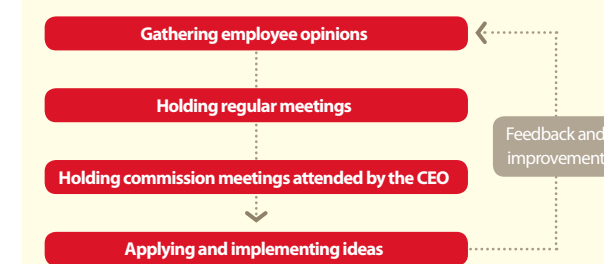 Gathering employee opinions
Holding regular meetings
Feedback and
improvement
Holding commission meetings attended by the CEO
Applying and implementing ideas